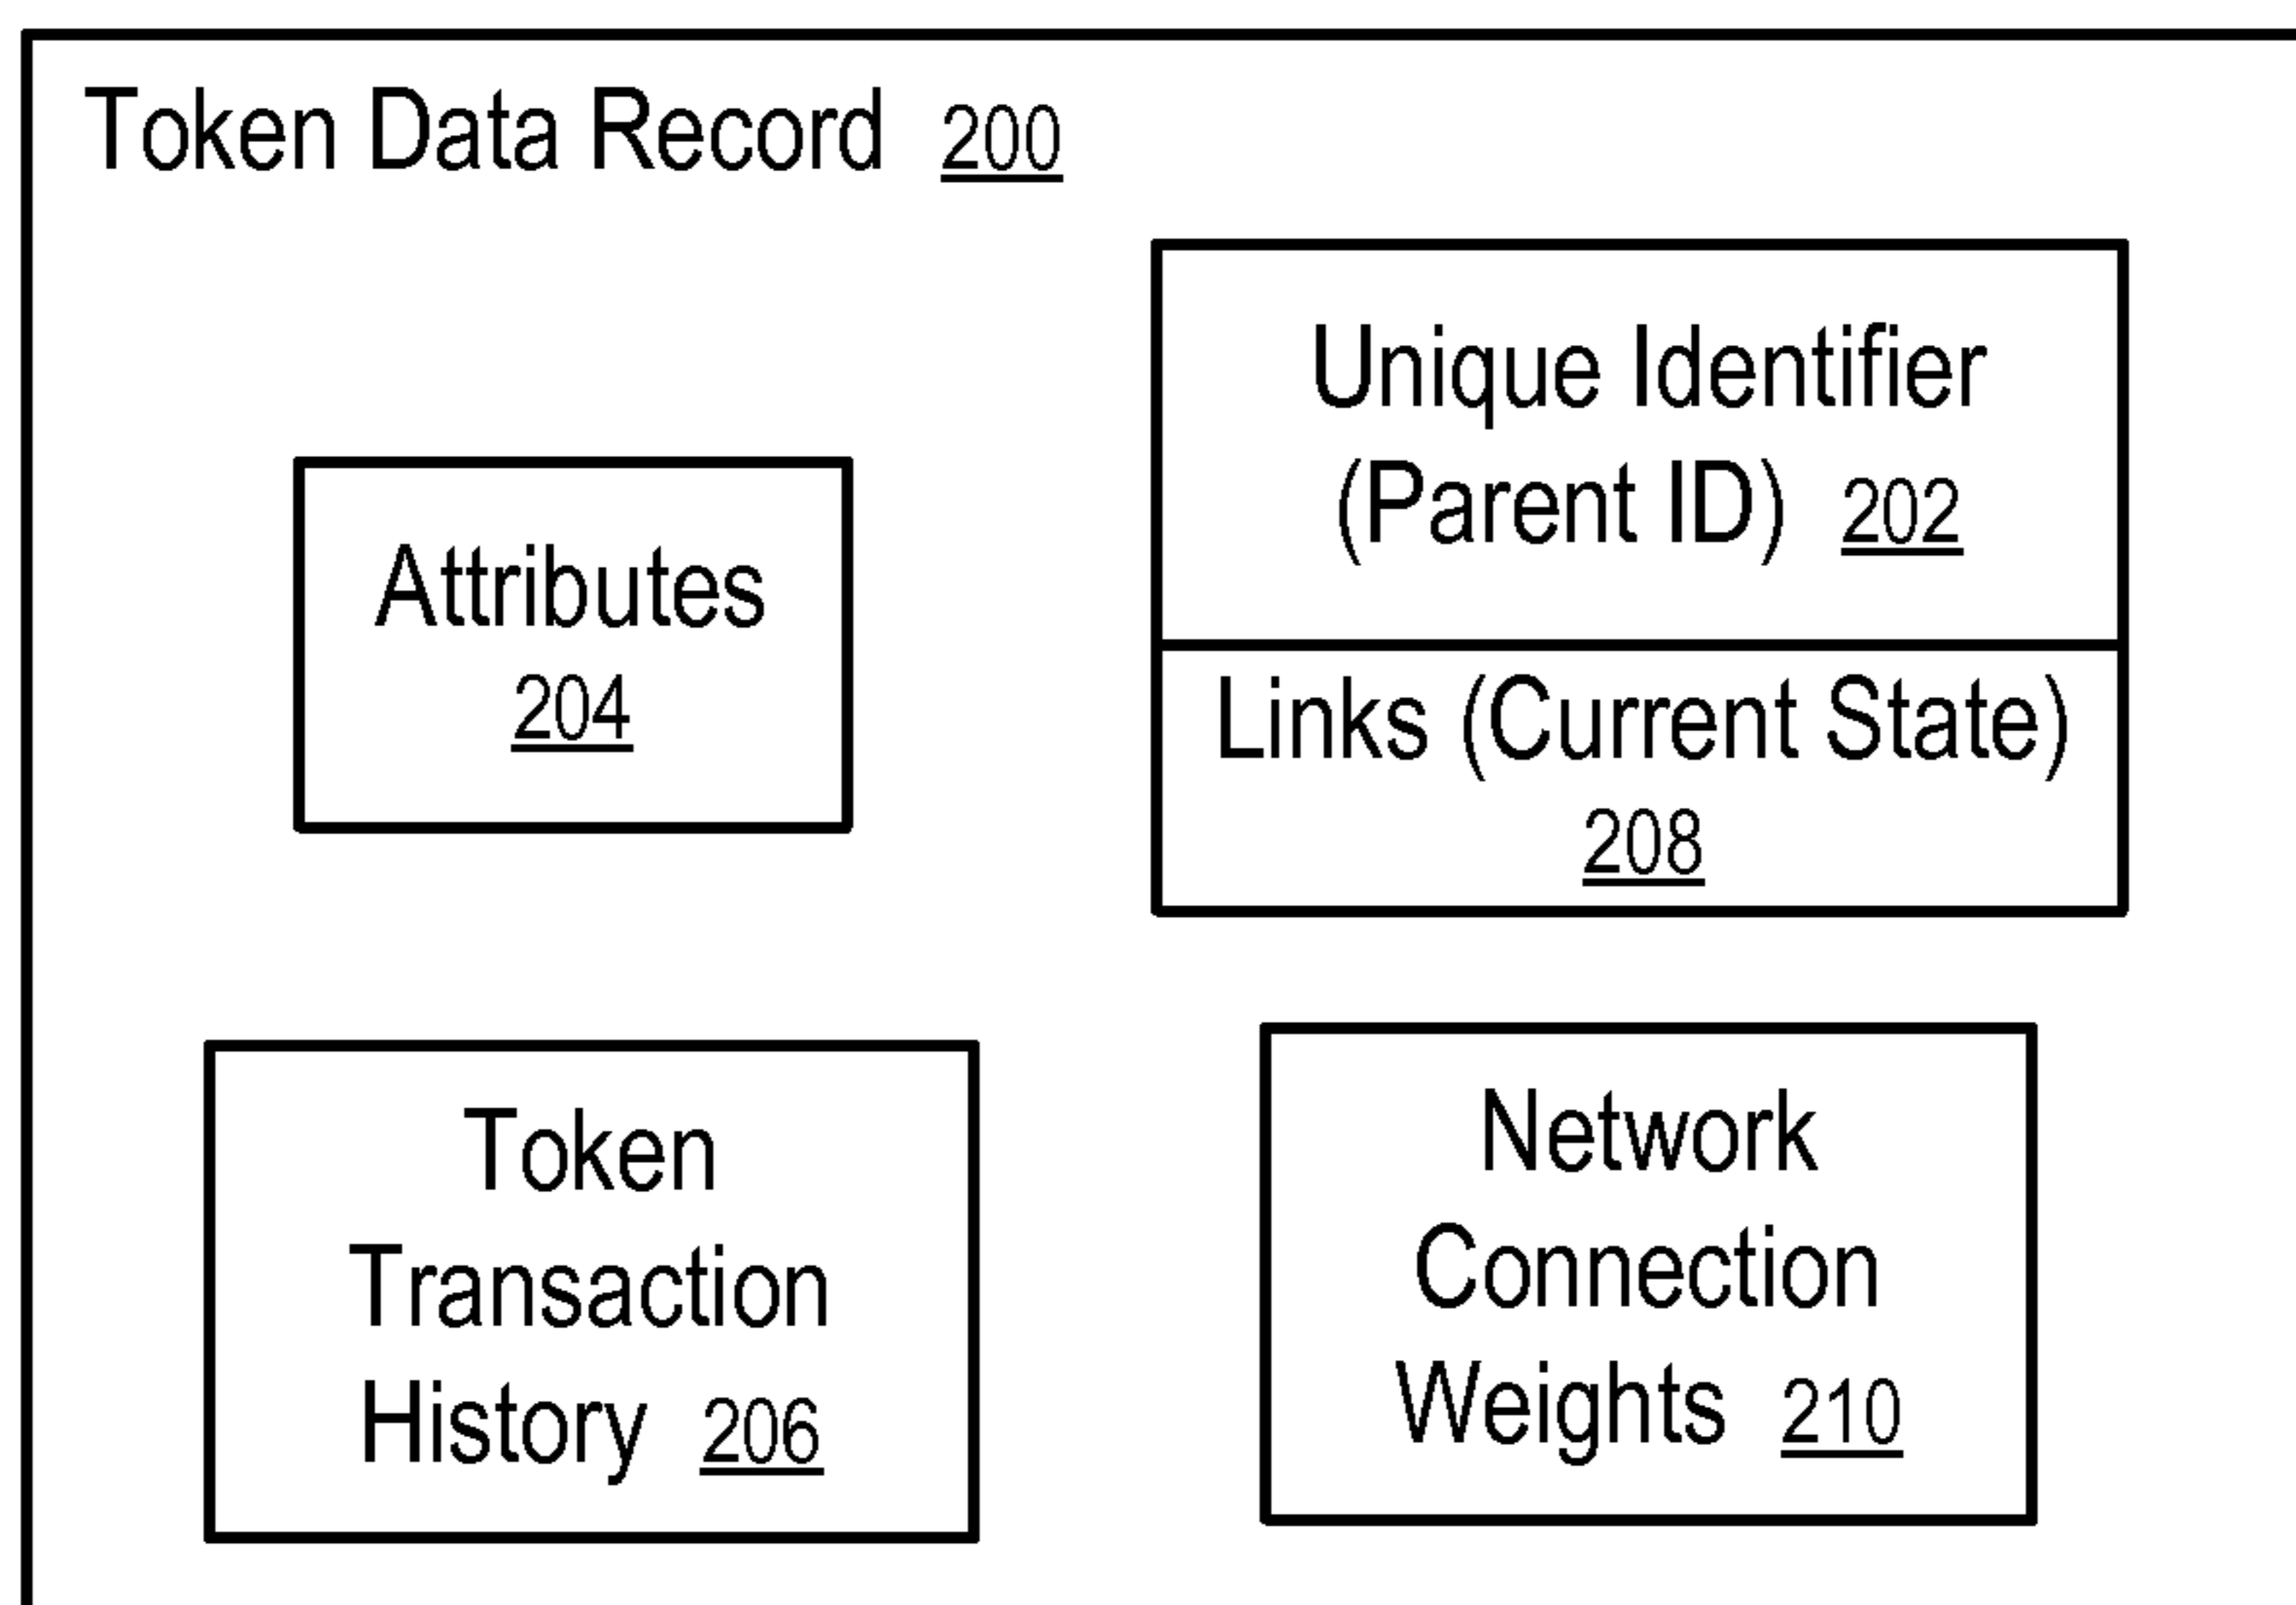 Token Data Record 200
Unique Identifier
(Parent ID) 202
Attributes
204
Links (Current State)
208
Token
Transaction
History 206
Network
Connection
Weights 210